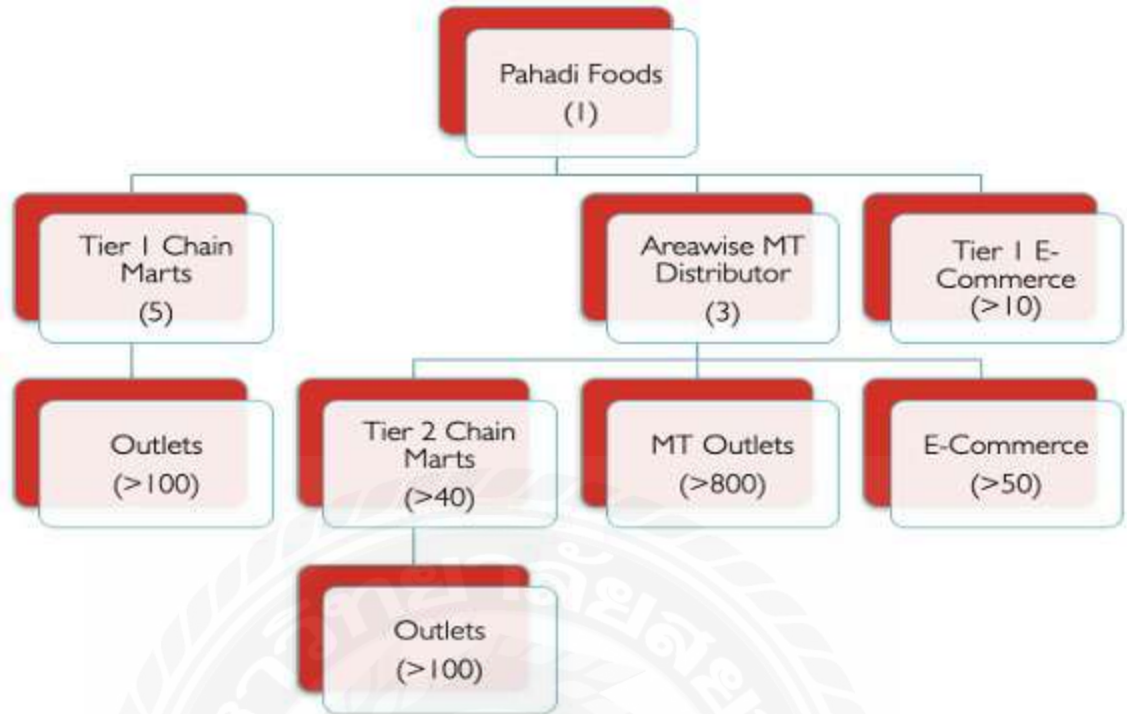 Pahadi Foods
(1)
Tier 1 Chain
Marts
(5)
Areawise MT
Distributor
(3)
Tier 1 E-
Commerce
(>10)
Outlets
(>100)
Tier 2 Chain
Marts
(>40)
MT Outlets
(>800)
E-Commerce
(>50)
Outlets
(>100)